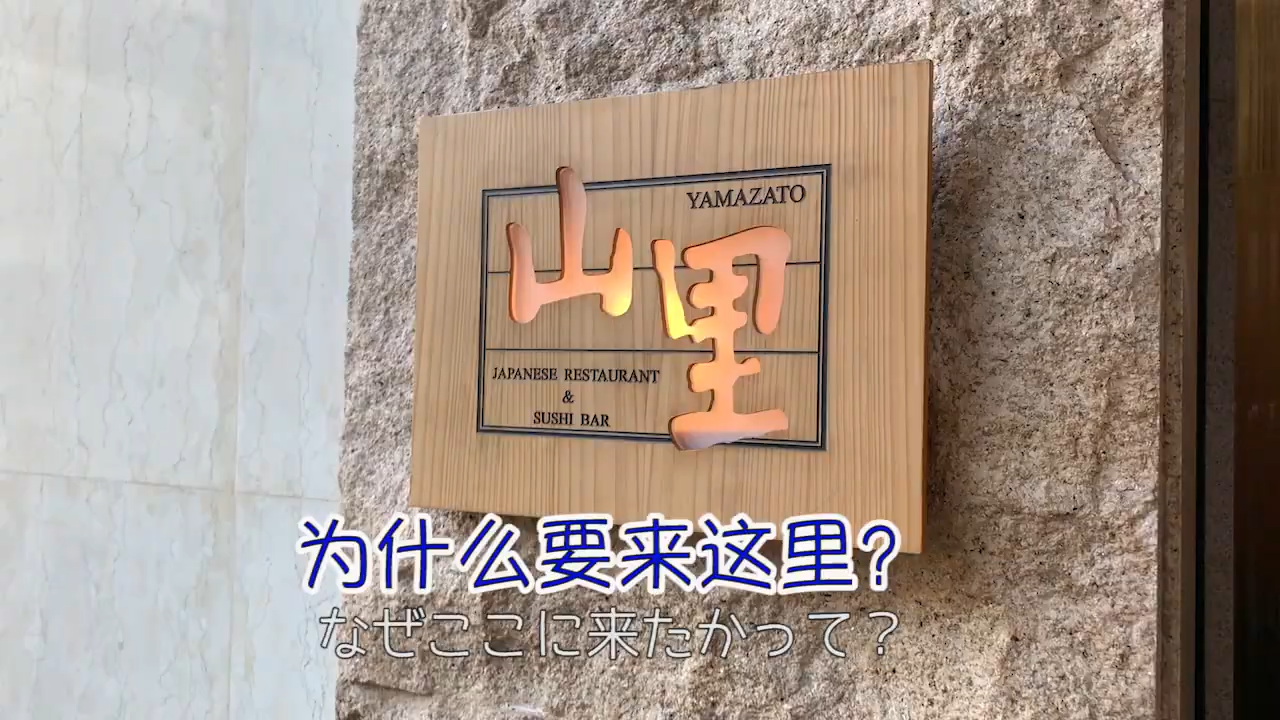 YAMAZATO
山里
JAPANESE RESTAURANT
&
SUSHI BAR
为什么要来这里?
なぜここに来たかって？